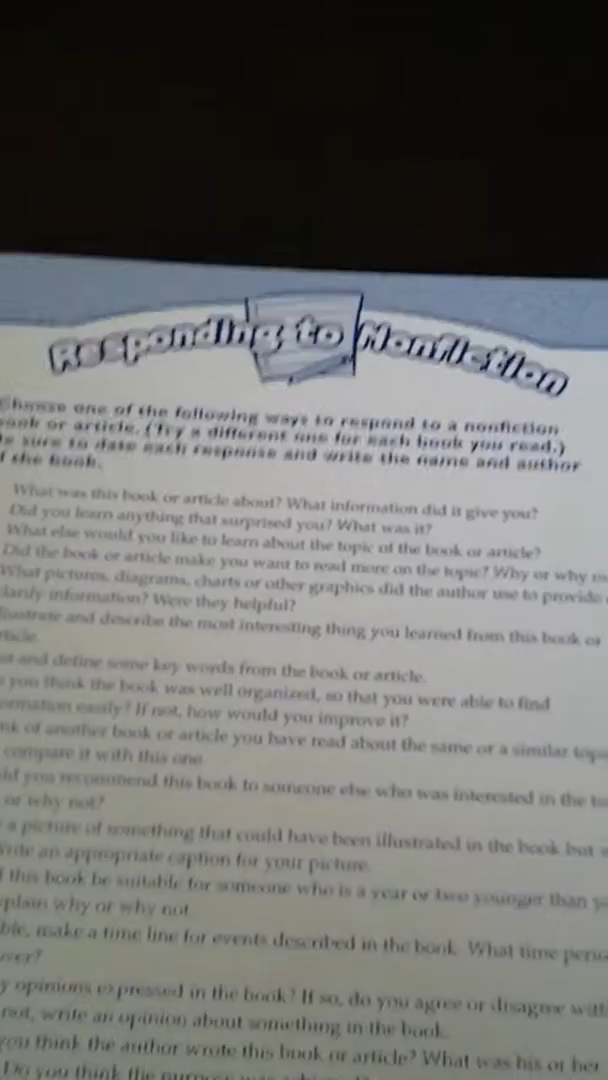 Responding to Nonfiction
Choose one of the following ways to respond to a nonfiction
or article. (Try a different one for each book you read.)
sure to date each response and write the name and author
the book.
What was this book or article about? What information did it give you?
Did you learn anything that surprised you? What was it?
What else would you like to learn about the topic of the book or article?
Did the book or article make you want to read more on the topic? Why or why
What pictures, diagrams, charts or other graphics did the author use to provide
information? Were they helpful?
and describe the most interesting thing you learned from this book or
and define some key words from the book or article.
you think the book was well organized, so that you were able to find
easily? If not, how would you improve it?
of another book or article you have read about the same or a similar
compare it with this one
you recommend this book to someone else who was interested in the
or why not?
a picture of something that could have been illustrated in the book but
an appropriate caption for your picture.
this book be suitable for someone who is a year or two younger than
why or why not
make a time line for events described in the book. What time
opinions expressed in the book? If so, do you agree or disagree
not, write an opinion about something in the book.
you think the author wrote this book or article? What was his or her
Do you think the